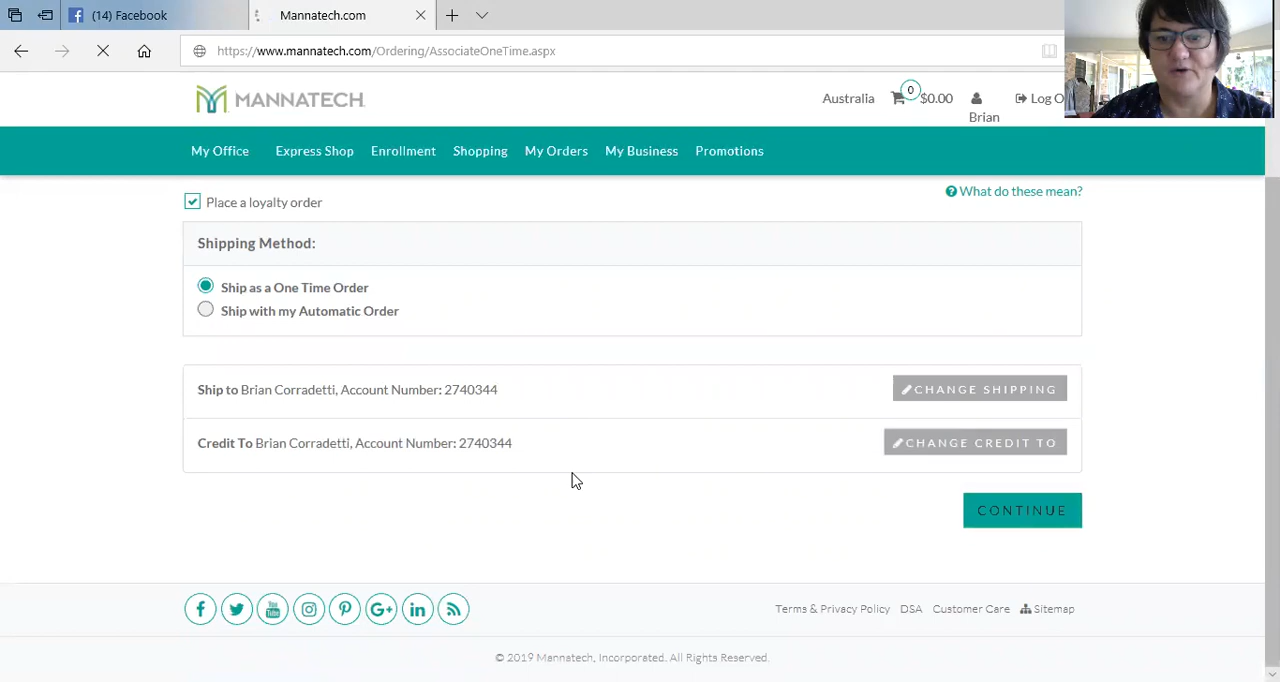 (14) Facebook
Mannatech.com
https://www.mannatech.com/Ordering/AssociateOneTime.aspx
MANNATECH.
Australia
0
$0.00
Brian
Log O
My Office
Express Shop
Enrollment
Shopping
My Orders
My Business
Promotions
Place a loyalty order
What do these mean?
Shipping Method:
Ship as a One Time Order
Ship with my Automatic Order
Ship to Brian Corradetti, Account Number: 2740344
CHANGE SHIPPING
Credit To Brian Corradetti, Account Number: 2740344
CHANGE CREDIT TO
CONTINUE
Terms & Privacy Policy
DSA
Customer Care
Sitemap
© 2019 Mannatech, Incorporated. All Rights Reserved.